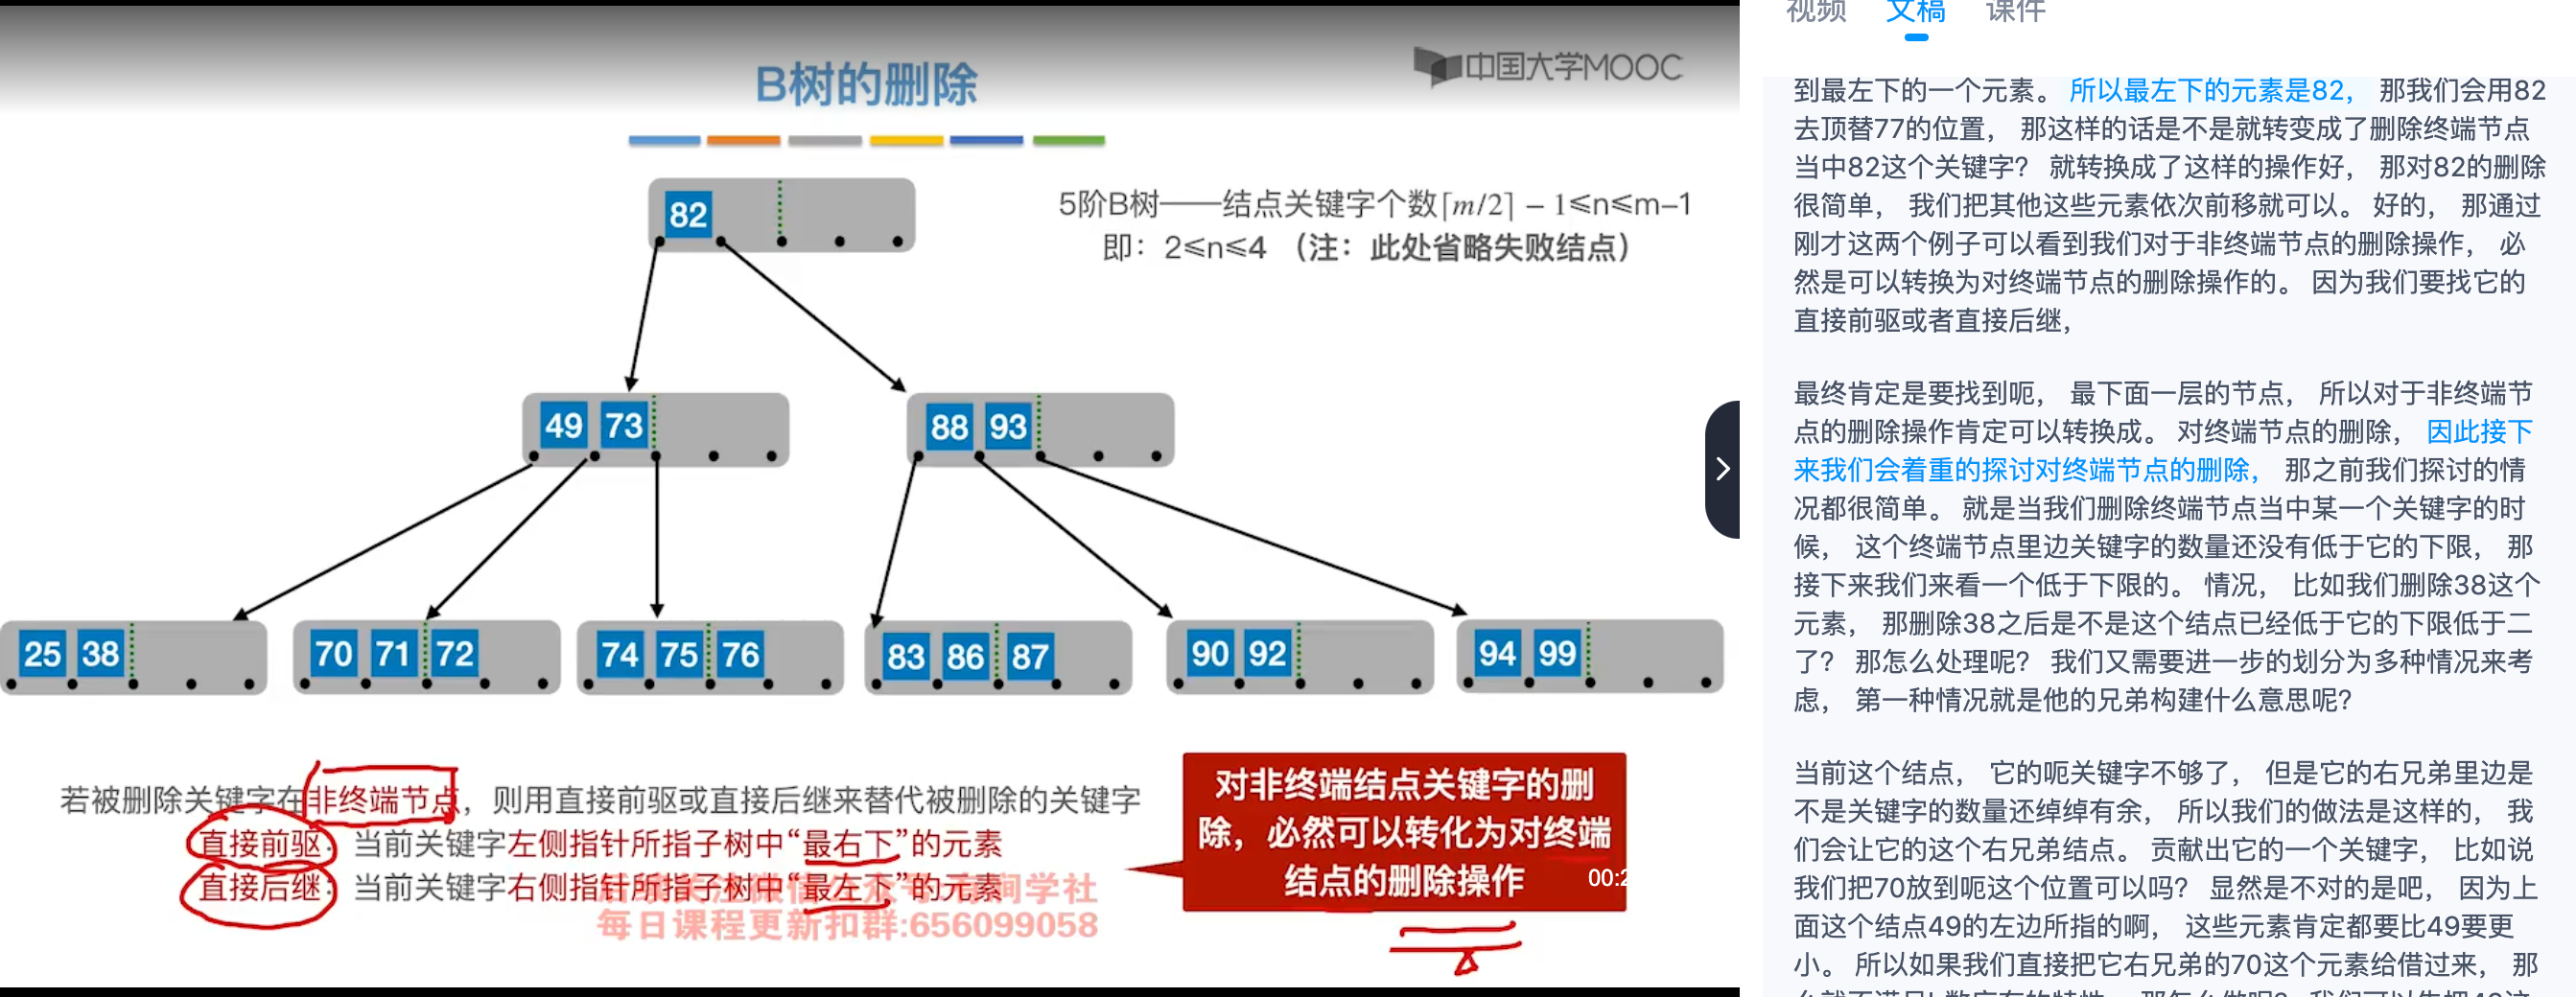 B树的删除
中国大学MOOC
82
5阶B树——结点关键字个数⌈m/2⌉ − 1≤n≤m−1
即：2≤n≤4 （注：此处省略失败结点）
49 73
88 93
25 38
70 71 72
74 75 76
83 86 87
90 92
94 99
若被删除关键字在非终端节点，则用直接前驱或直接后继来替代被删除的关键字
直接前驱：当前关键字左侧指针所指子树中“最右下”的元素
直接后继：当前关键字右侧指针所指子树中“最左下”的元素
每日课程更新扣群:656099058
对非终端结点关键字的删
除，必然可以转化为对终端
结点的删除操作
00:2
视频 文稿 课件
到最左下的一个元素。 所以最左下的元素是82， 那我们会用82
去顶替77的位置， 那这样的话是不是就转变成了删除终端节点
当中82这个关键字？ 就转换成了这样的操作好， 那对82的删除
很简单， 我们把其他这些元素依次前移就可以。 好的， 那通过
刚才这两个例子可以看到我们对于非终端节点的删除操作， 必
然是可以转换为对终端节点的删除操作的。 因为我们要找它的
直接前驱或者直接后继，
最终肯定是要找到呃， 最下面一层的节点， 所以对于非终端节
点的删除操作肯定可以转换成。 对终端节点的删除， 因此接下
来我们会着重的探讨对终端节点的删除， 那之前我们探讨的情
况都很简单。 就是当我们删除终端节点当中某一个关键字的时
候， 这个终端节点里边关键字的数量还没有低于它的下限， 那
接下来我们来看一个低于下限的。 情况， 比如我们删除38这个
元素， 那删除38之后是不是这个结点已经低于它的下限低于二
了？ 那怎么处理呢？ 我们又需要进一步的划分为多种情况来考
虑， 第一种情况就是他的兄弟构建什么意思呢？
当前这个结点， 它的呃关键字不够了， 但是它的右兄弟里边是
不是关键字的数量还绰绰有余， 所以我们的做法是这样的， 我
们会让它的这个右兄弟结点。 贡献出它的一个关键字， 比如说
我们把70放到呃这个位置可以吗？ 显然是不对的是吧， 因为上
面这个结点49的左边所指的啊， 这些元素肯定都要比49要更
小。 所以如果我们直接把它右兄弟的70这个元素给借过来， 那